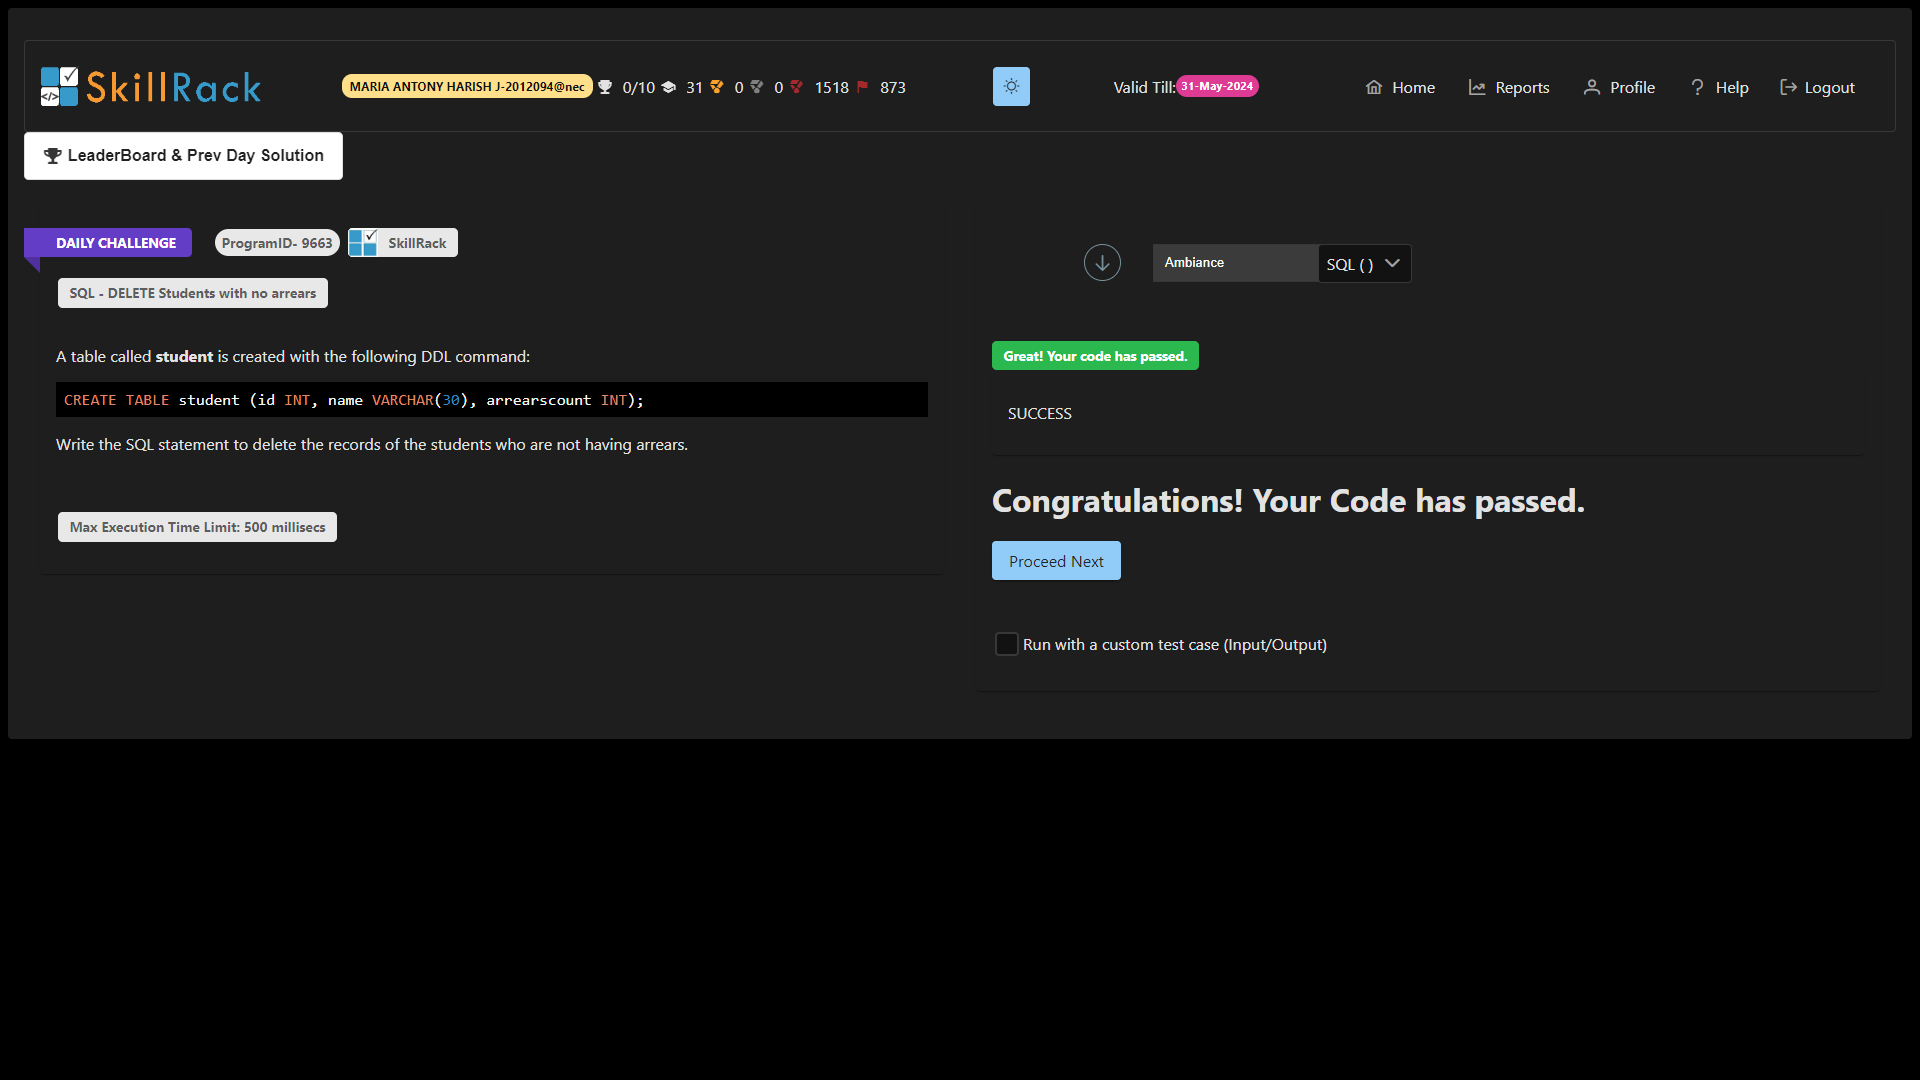 SkillRack MARIA ANTONY HARISH J-2012094@nec 0/10 31 0 0 1518 873 Valid Till:31-May-2024 Home Reports Profile ? Help Logout
LeaderBoard & Prev Day Solution
DAILY CHALLENGE ProgramID- 9663 SkillRack
Ambiance SQL ( )
SQL - DELETE Students with no arrears
A table called student is created with the following DDL command:
CREATE TABLE student (id INT, name VARCHAR(30), arrearscount INT);
Write the SQL statement to delete the records of the students who are not having arrears.
Max Execution Time Limit: 500 millisecs
Great! Your code has passed.
SUCCESS
Congratulations! Your Code has passed.
Proceed Next
Run with a custom test case (Input/Output)